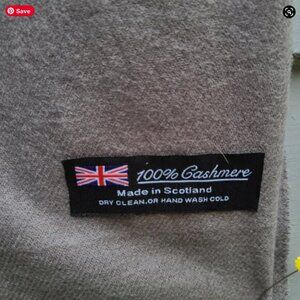 Save
100% Cashmere
Made in Scotland
DRY CLEAN.OR HAND WASH COLD